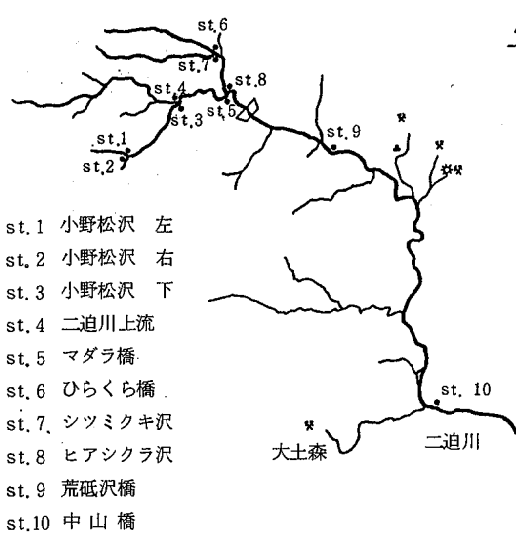 st.6
st.7
st.8
st.4
st.5
st.3
st.1
st.2
st.9
st.1 小野松沢 左
st.2 小野松沢 右
st.3 小野松沢 下
st.4 二迫川上流
st.5 マダラ橋
st.6 ひらくら橋
st.7 シツミクキ沢
st.8 ヒアシクラ沢
st.9 荒砥沢橋
st.10 中山橋
st. 10
二迫川
大土森